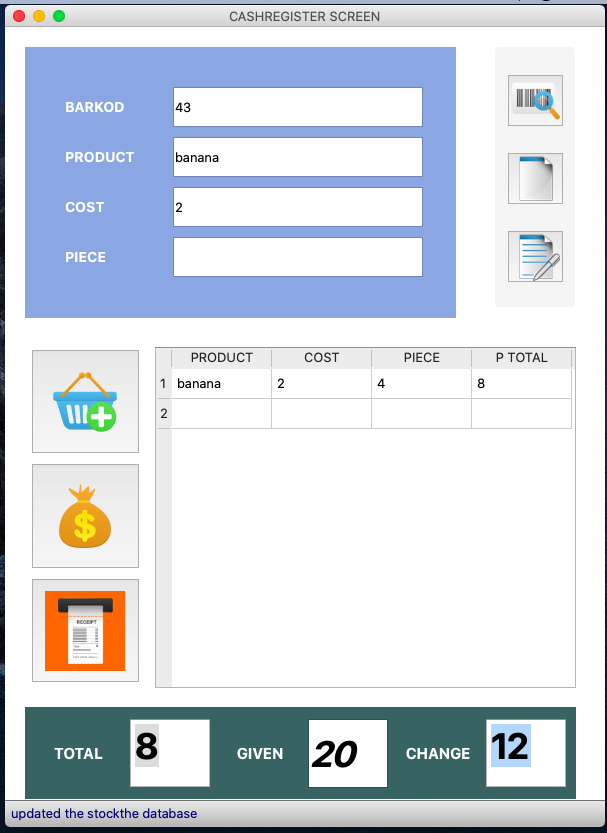 CASHREGISTER SCREEN
BARKOD 43
PRODUCT banana
COST 2
PIECE
PRODUCT COST PIECE P TOTAL
1 banana 2 4 8
2
$
RECEIPT
TOTAL 8 GIVEN 20 CHANGE 12
updated the stockthe database